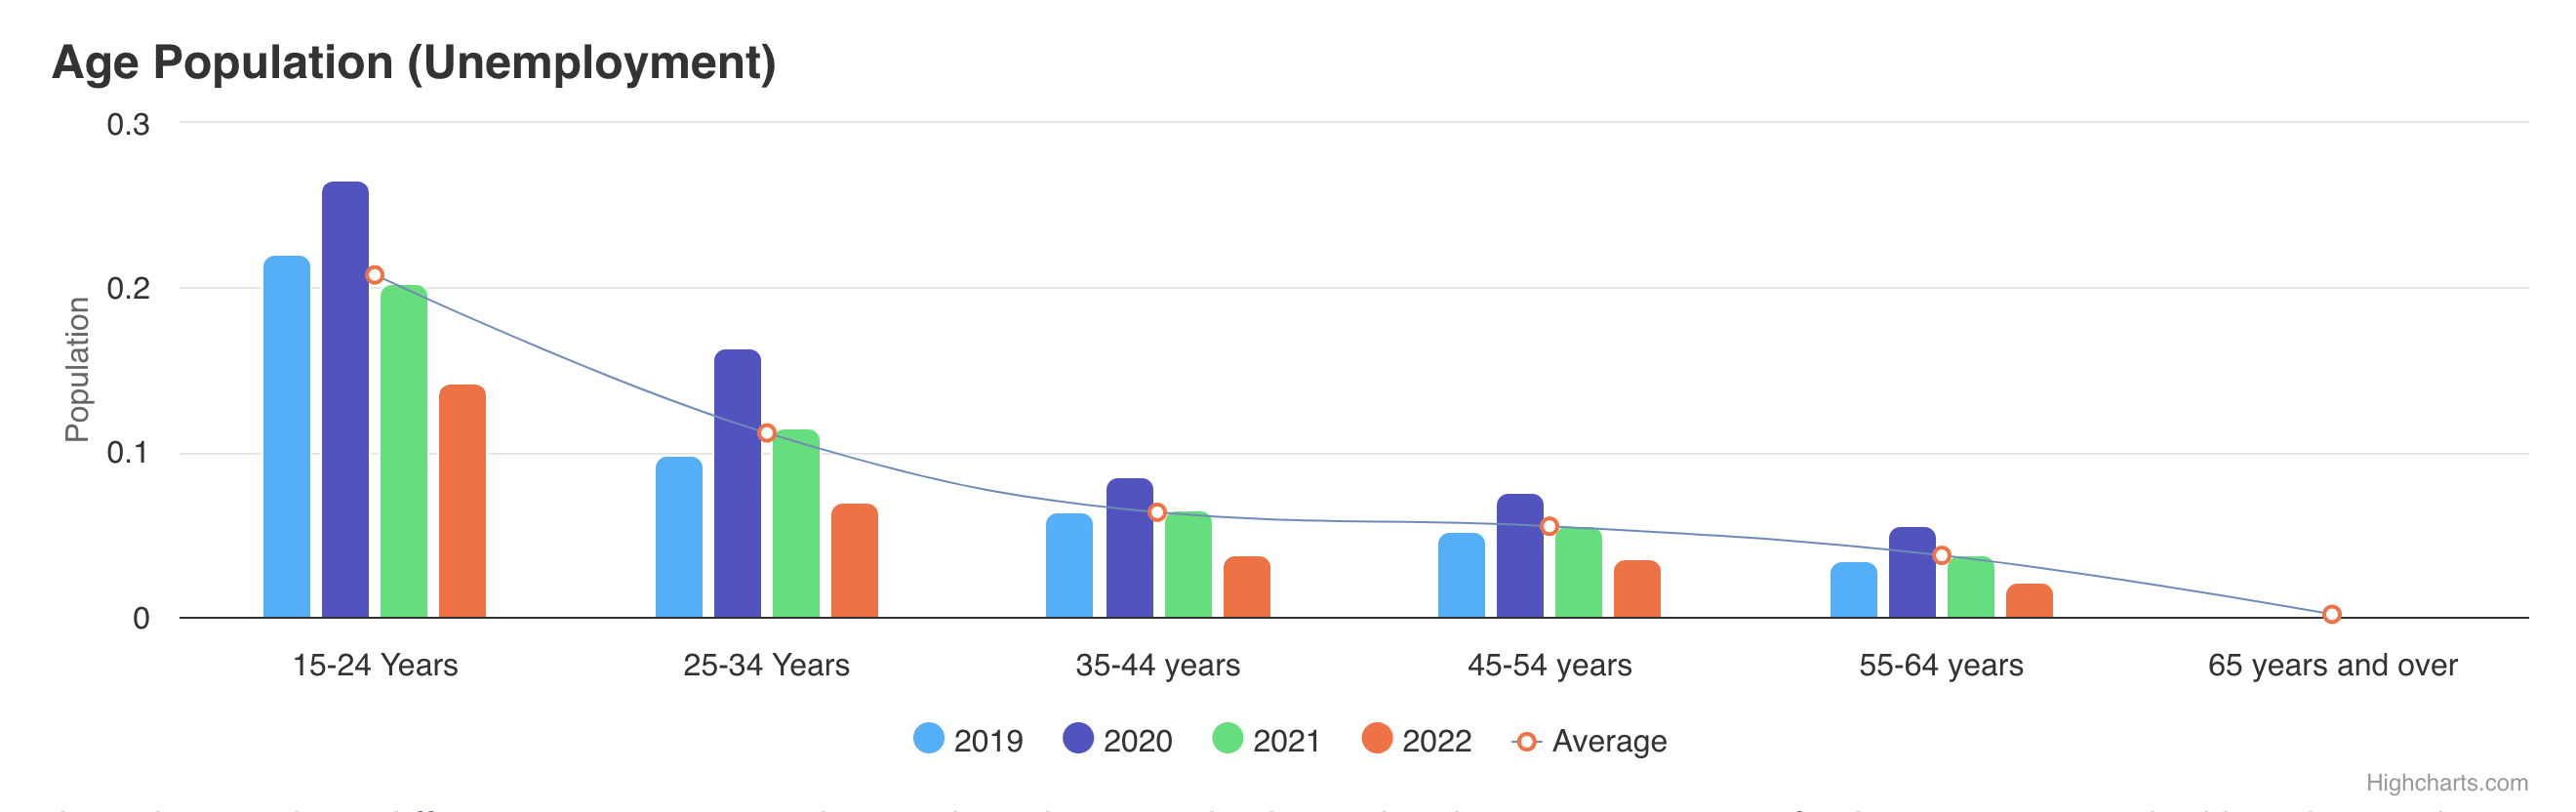 Age Population (Unemployment)
0.3
0.2
0.1
0
Population
15-24 Years
25-34 Years
35-44 years
45-54 years
55-64 years
65 years and over
2019
2020
2021
2022
Average
Highcharts.com